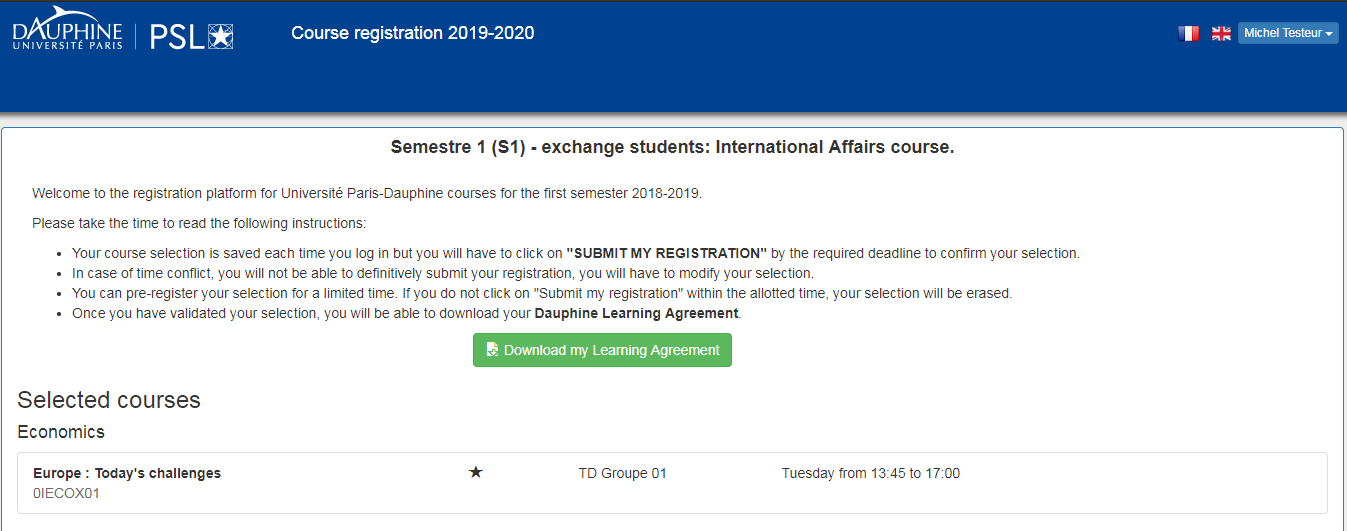 DAUPHINE
UNIVERSITÉ PARIS
PSL
Course registration 2019-2020
Michel Testeur
Semestre 1 (S1) - exchange students: International Affairs course.
Welcome to the registration platform for Université Paris-Dauphine courses for the first semester 2018-2019.
Please take the time to read the following instructions:
• Your course selection is saved each time you log in but you will have to click on "SUBMIT MY REGISTRATION" by the required deadline to confirm your selection.
• In case of time conflict, you will not be able to definitively submit your registration, you will have to modify your selection.
• You can pre-register your selection for a limited time. If you do not click on "Submit my registration" within the allotted time, your selection will be erased.
• Once you have validated your selection, you will be able to download your Dauphine Learning Agreement.
Download my Learning Agreement
Selected courses
Economics
Europe : Today's challenges ★ TD Groupe 01 Tuesday from 13:45 to 17:00
0IECOX01